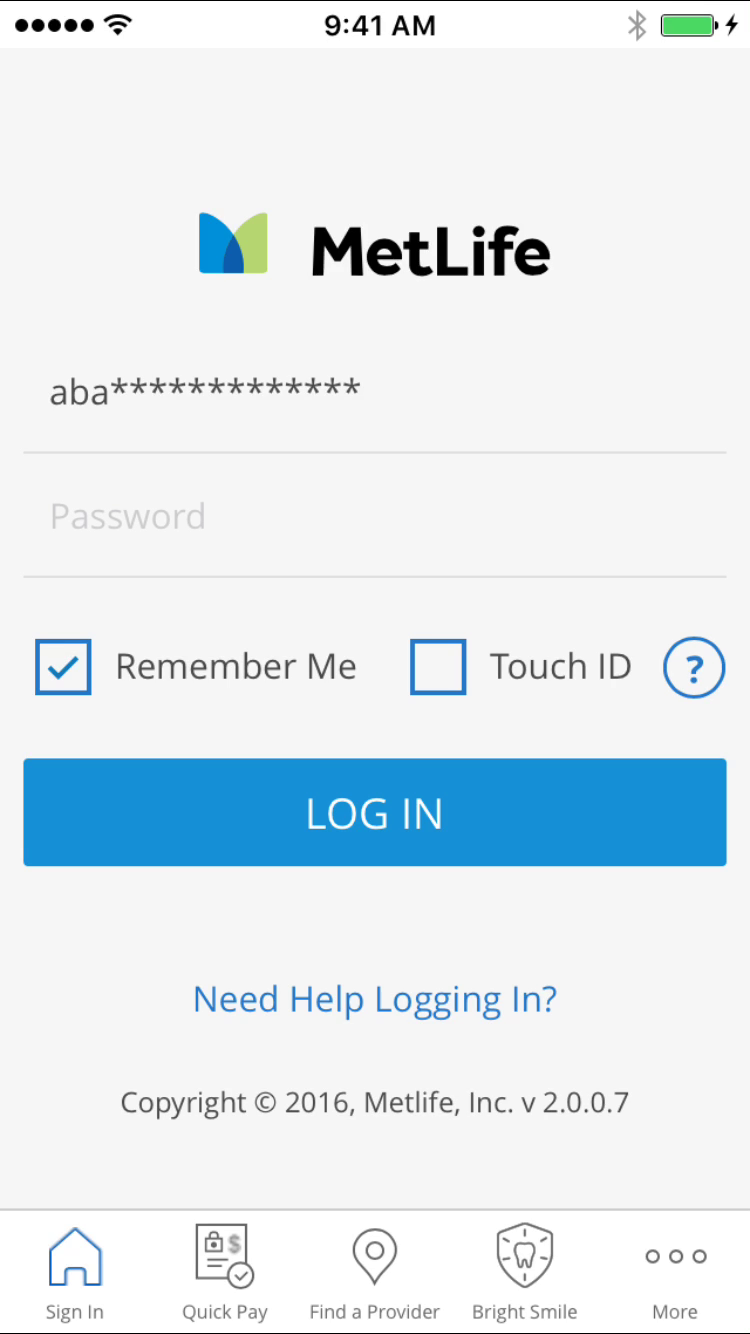 9:41 AM
MetLife
aba*************
Password
Remember Me
Touch ID
?
LOG IN
Need Help Logging In?
Copyright © 2016, Metlife, Inc. v 2.0.0.7
$
Sign In
Quick Pay
Find a Provider
Bright Smile
More